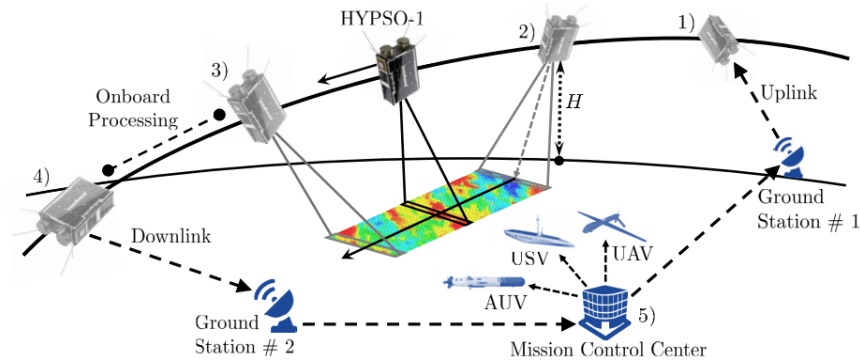 HYPSO-1
2)
1)
3)
Onboard
Processing
H
Uplink
4)
Downlink
Ground
Station # 1
USV
UAV
AUV
5)
Ground
Station # 2
Mission Control Center